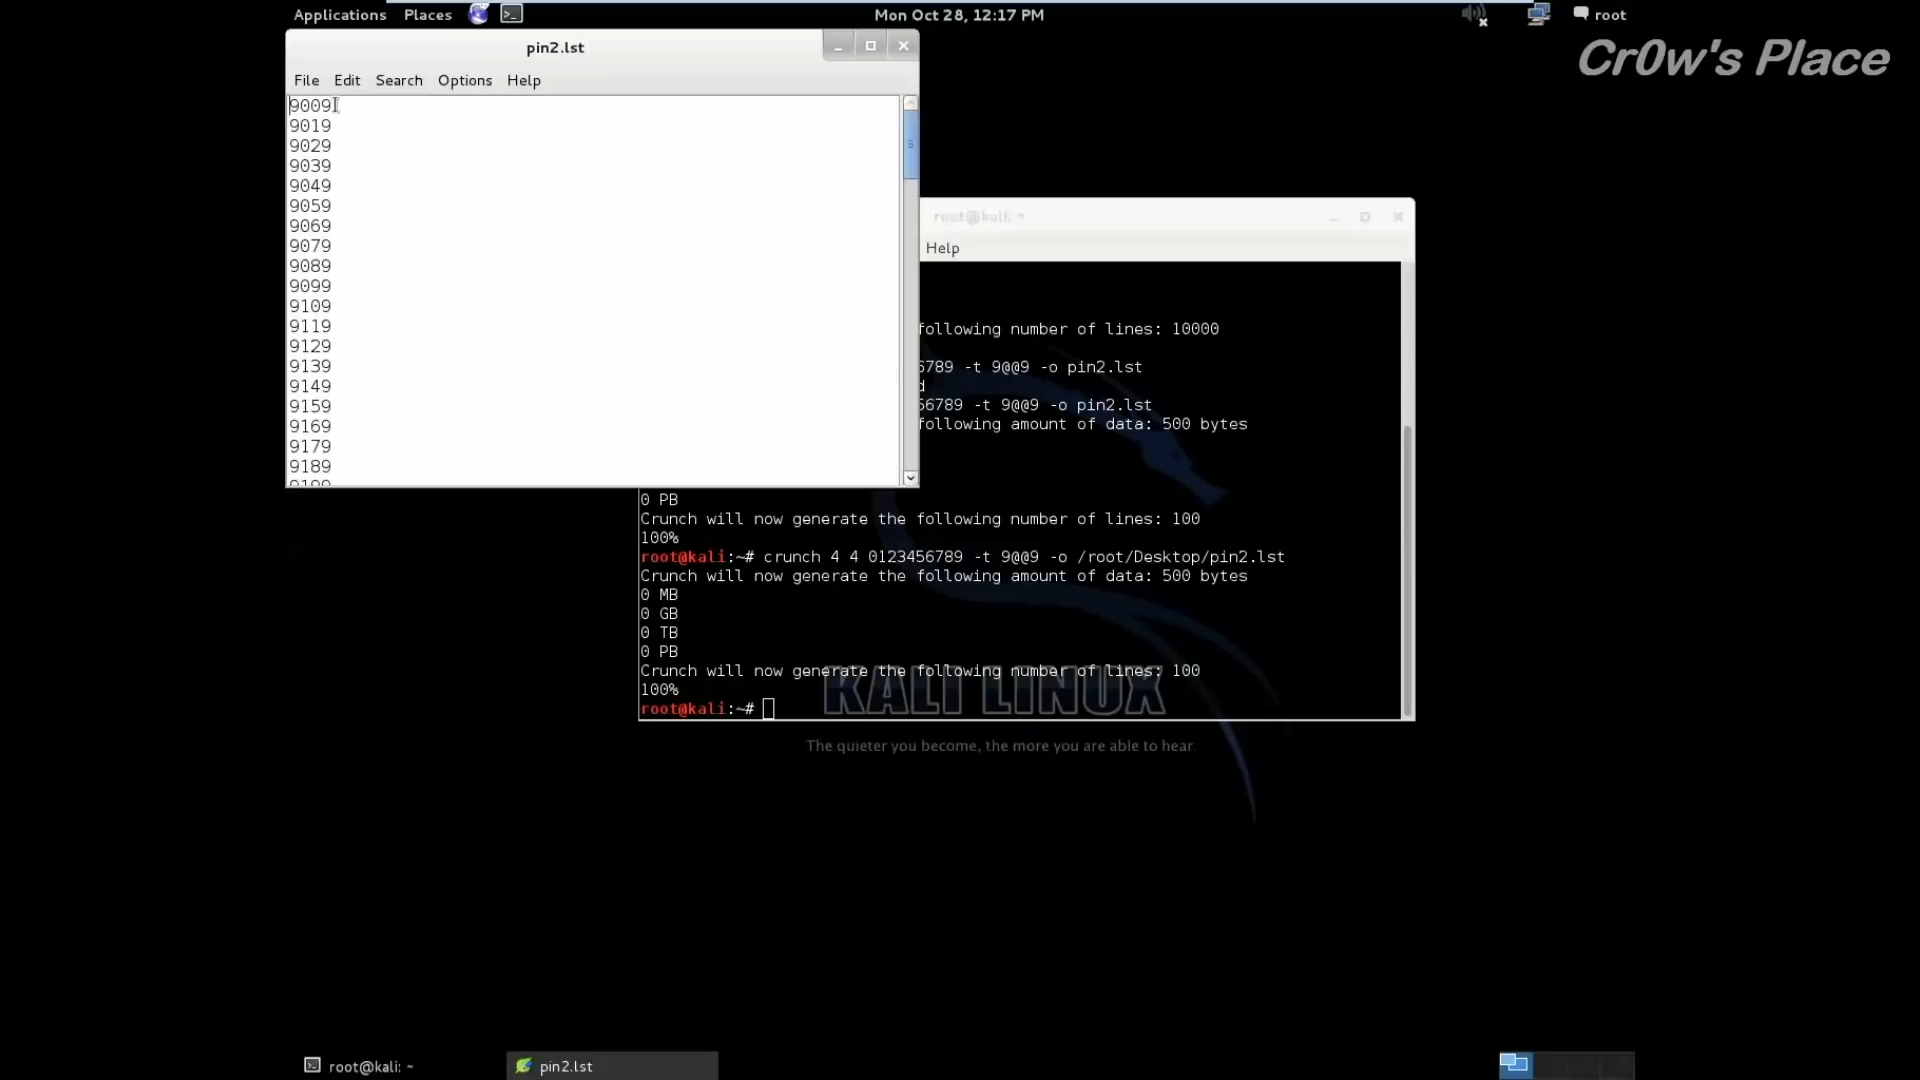 Applications Places
Mon Oct 28, 12:17 PM
root
Cr0w's Place
pin2.lst
File Edit Search Options Help
9009
9019
9029
9039
9049
9059
9069
9079
9089
9099
9109
9119
9129
9139
9149
9159
9169
9179
9189
9199
root@kali: ~
Help
following number of lines: 10000
6789 -t 9@@9 -o pin2.lst
d
56789 -t 9@@9 -o pin2.lst
following amount of data: 500 bytes
0 PB
Crunch will now generate the following number of lines: 100
100%
root@kali:~# crunch 4 4 0123456789 -t 9@@9 -o /root/Desktop/pin2.lst
Crunch will now generate the following amount of data: 500 bytes
0 MB
0 GB
0 TB
0 PB
Crunch will now generate the following number of lines: 100
100%
root@kali:~#
KALI LINUX
The quieter you become, the more you are able to hear.
root@kali: ~
pin2.lst